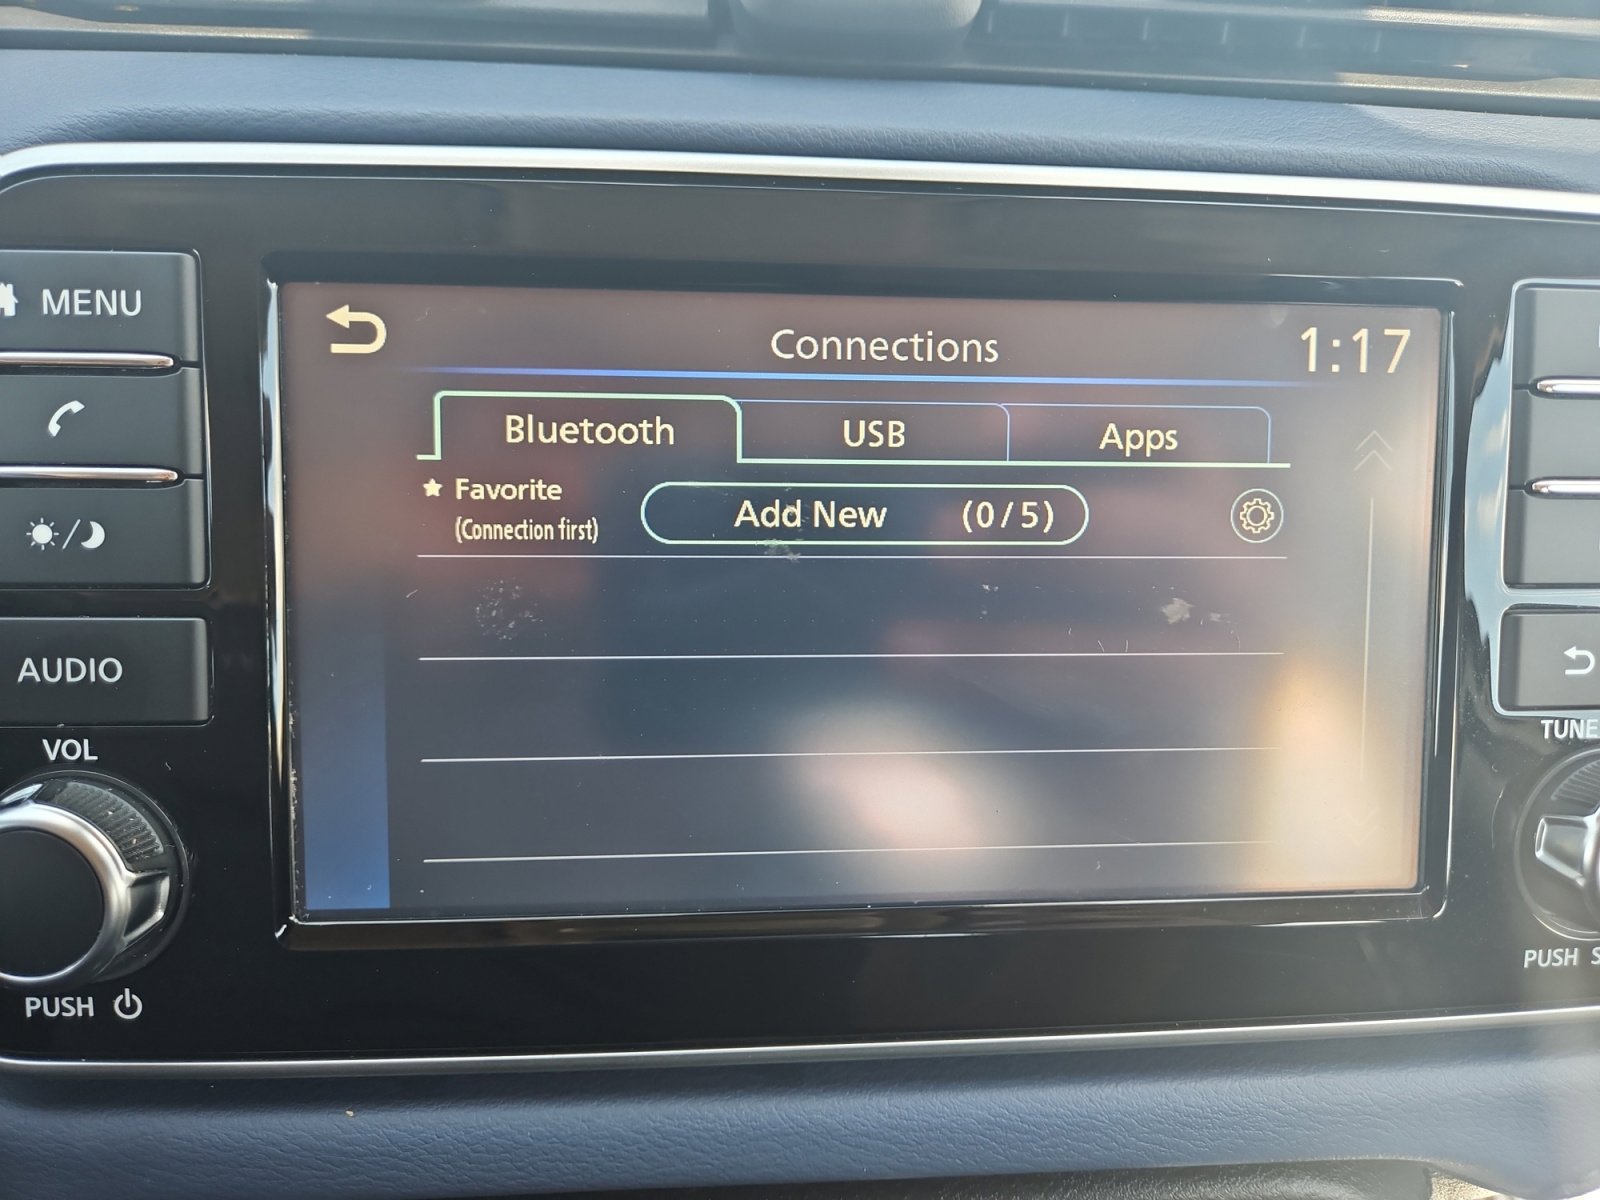 MENU
Connections
1:17
Bluetooth
USB
Apps
Favorite
(Connection first)
Add New (0/5)
AUDIO
VOL
TUNE
PUSH
PUSH